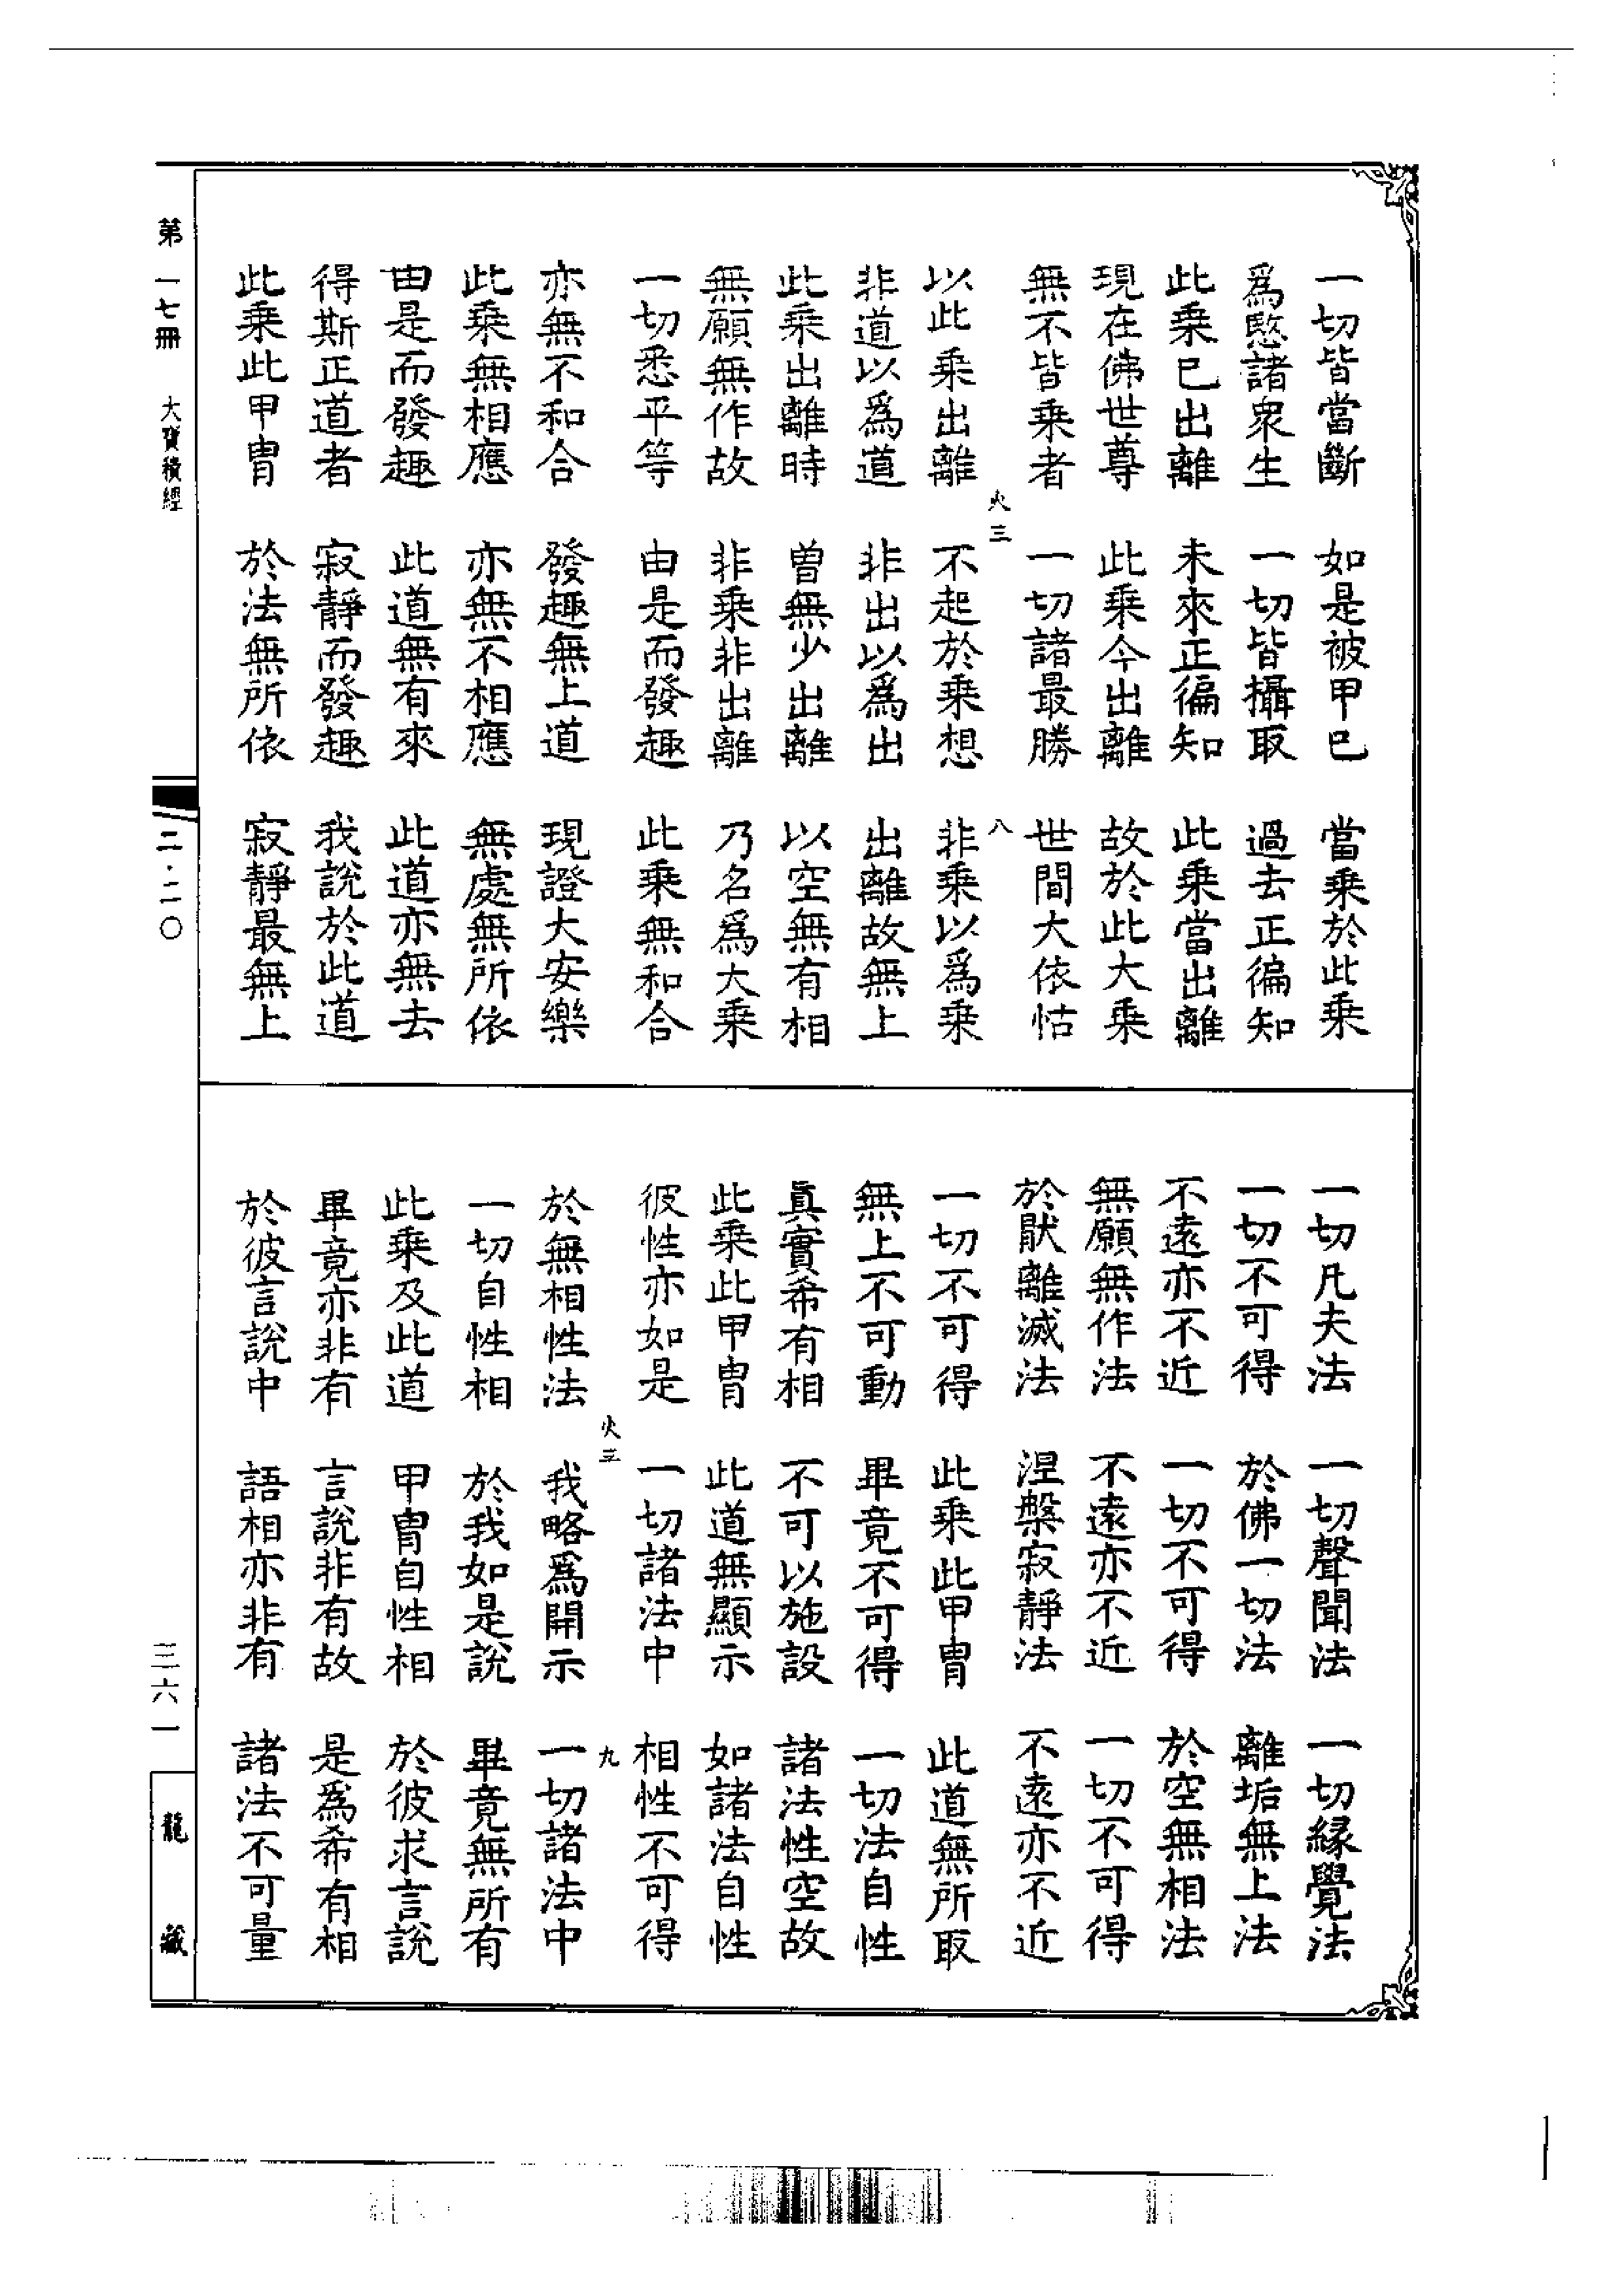 一切皆當斷　如是被甲已　當乘於此乘
爲愍諸衆生　一切皆攝取　過去正徧知
此乘已出離　未來正徧知　此乘當出離
現在佛世尊　此乘今出離　故於此大乘
無不皆乘者　一切諸最勝　世間大依怙
火三　八
以此乘出離　不起於乘想　非乘以爲乘
非道以爲道　非出以爲出　出離故無上
此乘出離時　曾無少出離　以空無有相
無願無作故　非乘非出離　乃名爲大乘
一切悉平等　由是而發趣　此乘無和合
亦無不和合　發趣無上道　現證大安樂
此乘無相應　亦無不相應　無處無所依
由是而發趣　此道無有來　此道亦無去
得斯正道者　寂靜而發趣　我說於此道
此乘此甲冑　於法無所依　寂靜最無上
一切凡夫法　一切聲聞法　一切緣覺法
一切不可得　於佛一切法　離垢無上法
不遠亦不近　一切不可得　於空無相法
無願無作法　不遠亦不近　一切不可得
於猒離滅法　涅槃寂靜法　不遠亦不近
一切不可得　此乘此甲冑　此道無所取
無上不可動　畢竟不可得　一切法自性
眞實希有相　不可以施設　諸法性空故
此乘此甲冑　此道無顯示　如諸法自性
彼性亦如是　一切諸法中　相性不可得
火三　九
於無相性法　我略爲開示　一切諸法中
一切自性相　於我如是說　畢竟無所有
此乘及此道　甲冑自性相　於彼求言說
畢竟亦非有　言說非有故　是爲希有相
於彼言說中　語相亦非有　諸法不可量
第一七冊　大寶積經
二·二〇
三六一
龍藏